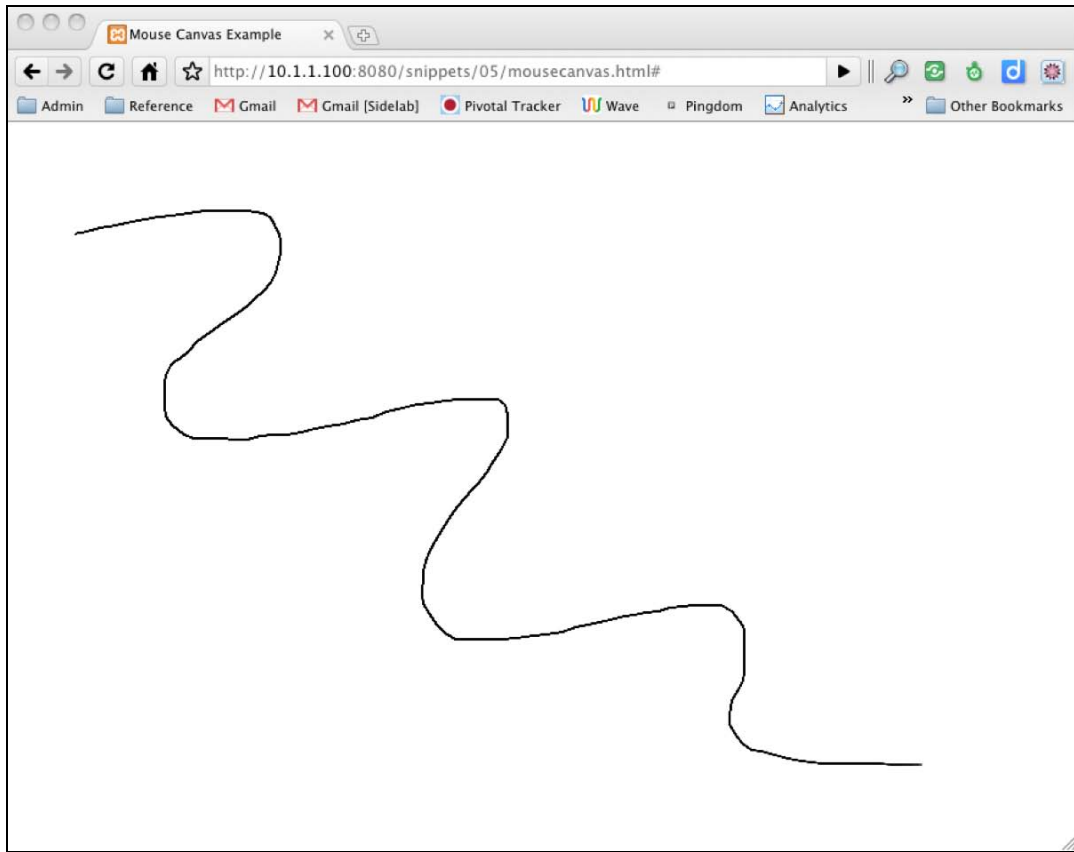 Mouse Canvas Example
http://10.1.1.100:8080/snippets/05/mousecanvas.html#
Admin Reference Gmail Gmail [Sidelab] Pivotal Tracker Wave Pingdom Analytics » Other Bookmarks